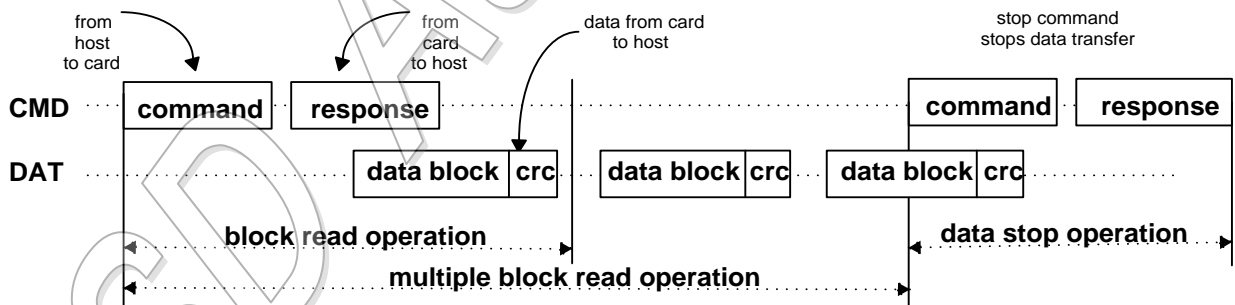 from
host
to card
from
card
to host
data from card
to host
stop command
stops data transfer
CMD command response command response
DAT data block crc data block crc data block crc
block read operation data stop operation
multiple block read operation